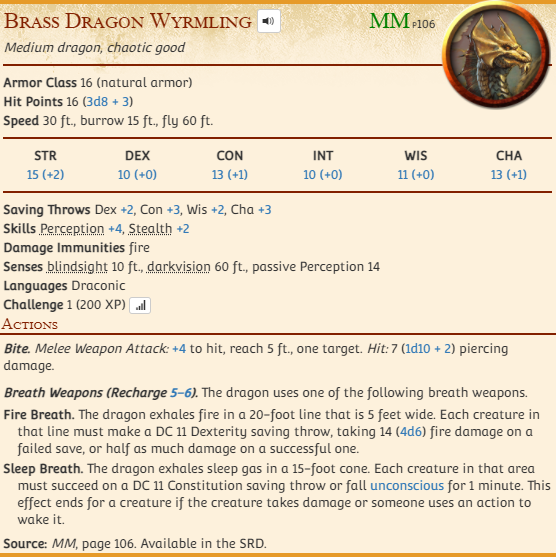 Brass Dragon Wyrmling MM P106
Medium dragon, chaotic good
Armor Class 16 (natural armor)
Hit Points 16 (3d8 + 3)
Speed 30 ft., burrow 15 ft., fly 60 ft.
STR DEX CON INT WIS CHA
15 (+2) 10 (+0) 13 (+1) 10 (+0) 11 (+0) 13 (+1)
Saving Throws Dex +2, Con +3, Wis +2, Cha +3
Skills Perception +4, Stealth +2
Damage Immunities fire
Senses blindsight 10 ft., darkvision 60 ft., passive Perception 14
Languages Draconic
Challenge 1 (200 XP)
Actions
Bite. Melee Weapon Attack: +4 to hit, reach 5 ft., one target. Hit: 7 (1d10 + 2) piercing
damage.
Breath Weapons (Recharge 5–6). The dragon uses one of the following breath weapons.
Fire Breath. The dragon exhales fire in a 20–foot line that is 5 feet wide. Each creature in
that line must make a DC 11 Dexterity saving throw, taking 14 (4d6) fire damage on a
failed save, or half as much damage on a successful one.
Sleep Breath. The dragon exhales sleep gas in a 15–foot cone. Each creature in that area
must succeed on a DC 11 Constitution saving throw or fall unconscious for 1 minute. This
effect ends for a creature if the creature takes damage or someone uses an action to
wake it.
Source: MM, page 106. Available in the SRD.